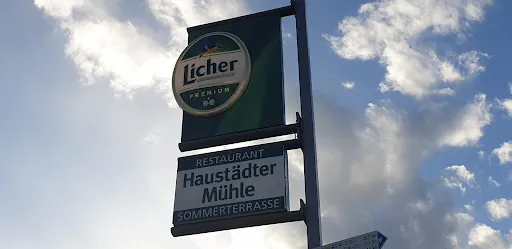 Licher
PREMIUM
RESTAURANT
Haustädter
Mühle
SOMMERTERRASSE